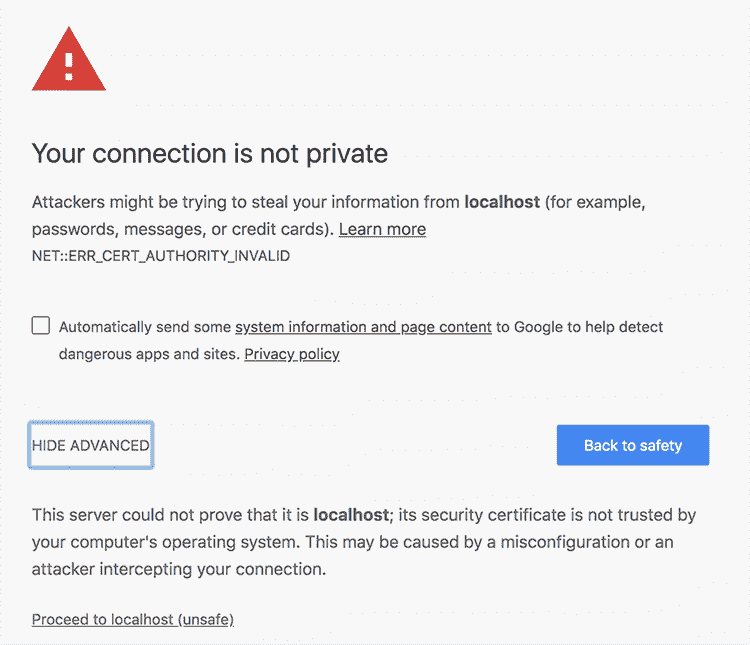 Your connection is not private
Attackers might be trying to steal your information from localhost (for example,
passwords, messages, or credit cards). Learn more
NET::ERR_CERT_AUTHORITY_INVALID
Automatically send some system information and page content to Google to help detect
dangerous apps and sites. Privacy policy
HIDE ADVANCED
Back to safety
This server could not prove that it is localhost; its security certificate is not trusted by
your computer's operating system. This may be caused by a misconfiguration or an
attacker intercepting your connection.
Proceed to localhost (unsafe)